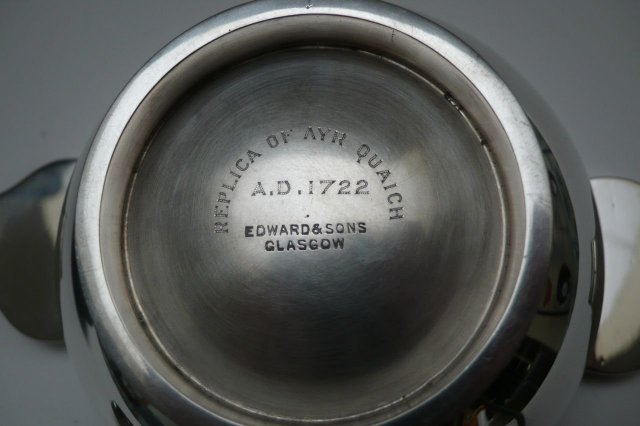 REPLICA OF AYR QUAICH
A.D.1722
EDWARD&SONS
GLASGOW